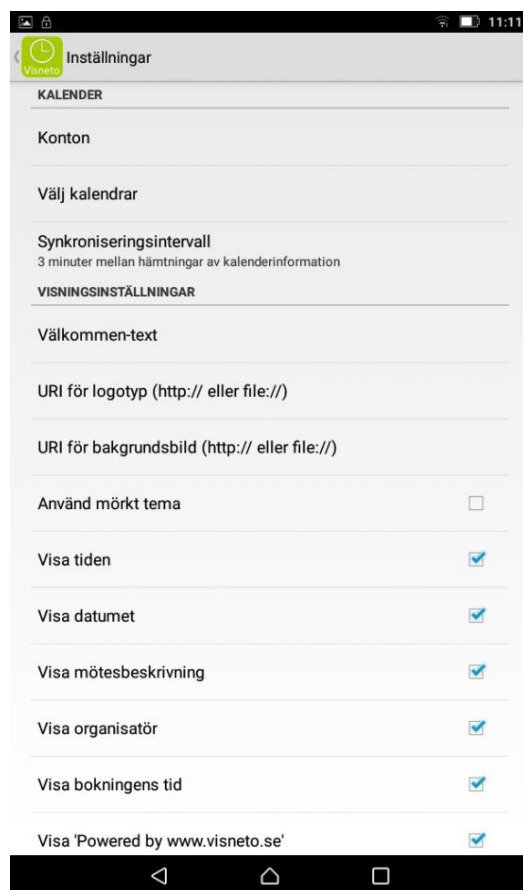 11:11
Visneto
Inställningar
KALENDER
Konton
Välj kalendrar
Synkroniseringsintervall
3 minuter mellan hämtningar av kalenderinformation
VISNINGSINSTÄLLNINGAR
Välkommen-text
URI för logotyp (http:// eller file://)
URI för bakgrundsbild (http:// eller file://)
Använd mörkt tema
Visa tiden
Visa datumet
Visa mötesbeskrivning
Visa organisatör
Visa bokningens tid
Visa 'Powered by www.visneto.se'